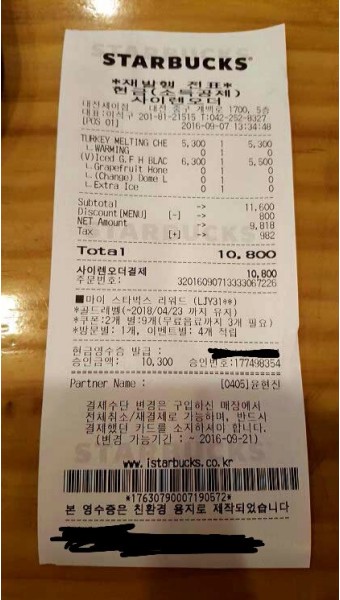 STARBUCKS
*재발행 전표*
현금(소득공제)
사이렌오더
대전세이점 대전 중구 계백로 1700, 5층
대표:이석구 201-81-21515 T:042-252-8327
[POS 01] 2016-09-07 13:34:48
TURKEY MELTING CHE 5,300 1 5,300
ㄴWARMING 0 1 0
(V)Iced G.F H BLAC 6,300 1 5,500
ㄴGrapefruit Hone 0 1 0
ㄴ(Change) Dome L 0 1 0
ㄴExtra Ice 0 1 0
Subtotal -> 11,600
Discount[MENU] [-] -> 800
NET Amount -> 9,818
Tax [+] -> 982
Total 10,800
사이렌오더결제 10,800
주문번호: 3201609071333306 7226
■마이 스타벅스 리워드 (LJY31**)
*골드레벨(~2018/04/23 까지 유지)
*쿠폰:2개 별:9개(무료음료까지 3개 필요)
*방문별: 1개, 이벤트별: 4개 적립
현금영수증 발급 :
승인금액: 10,300 승인번호:177498354
Partner Name : [0405]윤현신
결제수단 변경은 구입하신 매장에서
전체취소/재결제로 가능하며, 반드시
결제했던 카드를 소지하셔야 합니다.
(변경 가능기간 : ~ 2016-09-21)
www.istarbucks.co.kr
*17630790007190572*
본 영수증은 친환경 용지로 제작되었습니다